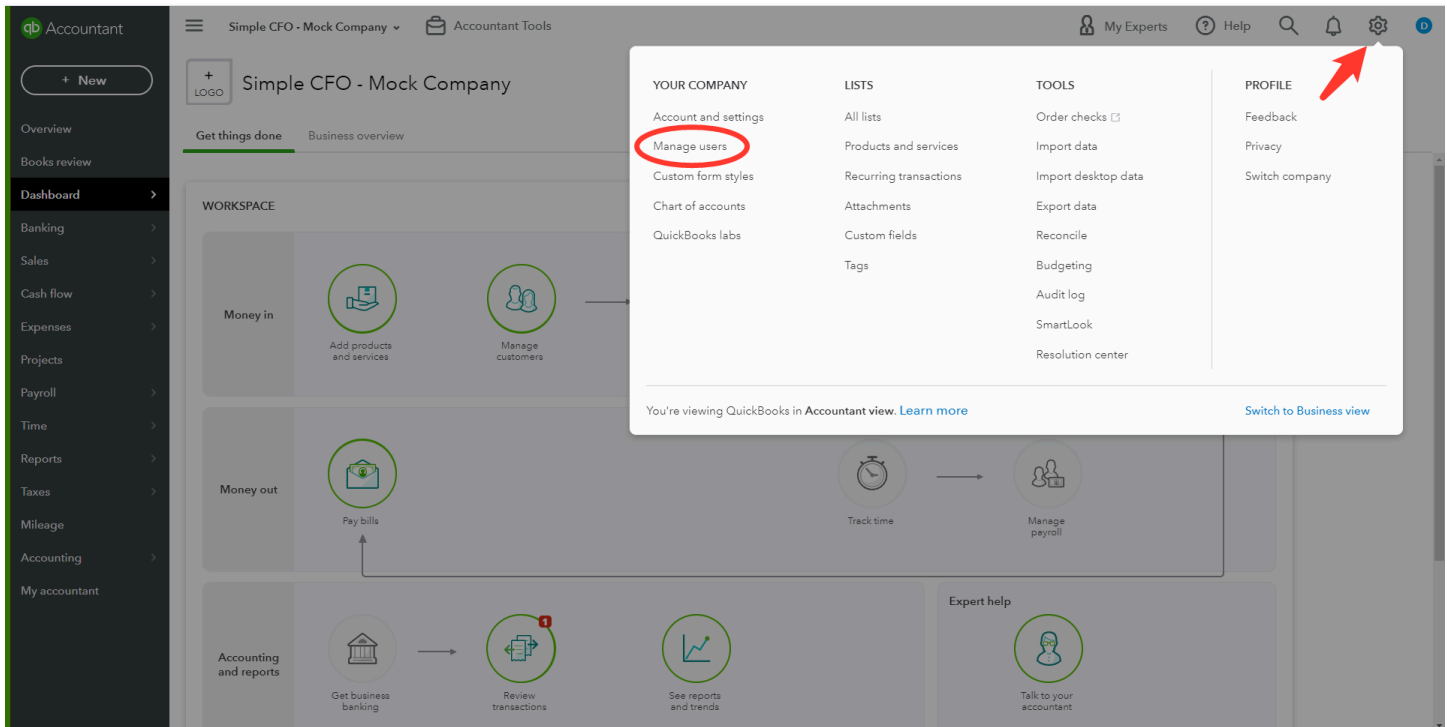 qb Accountant
Simple CFO - Mock Company
Accountant Tools
My Experts
? Help
D
+ New
Overview
Books review
Dashboard
Banking
Sales
Cash flow
Expenses
Projects
Payroll
Time
Reports
Taxes
Mileage
Accounting
My accountant
+
LOGO
Simple CFO - Mock Company
Get things done
Business overview
WORKSPACE
Money in
Add products
and services
Manage
customers
Money out
Pay bills
Track time
Manage
payroll
Accounting
and reports
Get business
banking
1
Review
transactions
See reports
and trends
Expert help
Talk to your
accountant
YOUR COMPANY
Account and settings
Manage users
Custom form styles
Chart of accounts
QuickBooks labs
LISTS
All lists
Products and services
Recurring transactions
Attachments
Custom fields
Tags
TOOLS
Order checks
Import data
Import desktop data
Export data
Reconcile
Budgeting
Audit log
SmartLook
Resolution center
PROFILE
Feedback
Privacy
Switch company
You're viewing QuickBooks in Accountant view. Learn more
Switch to Business view